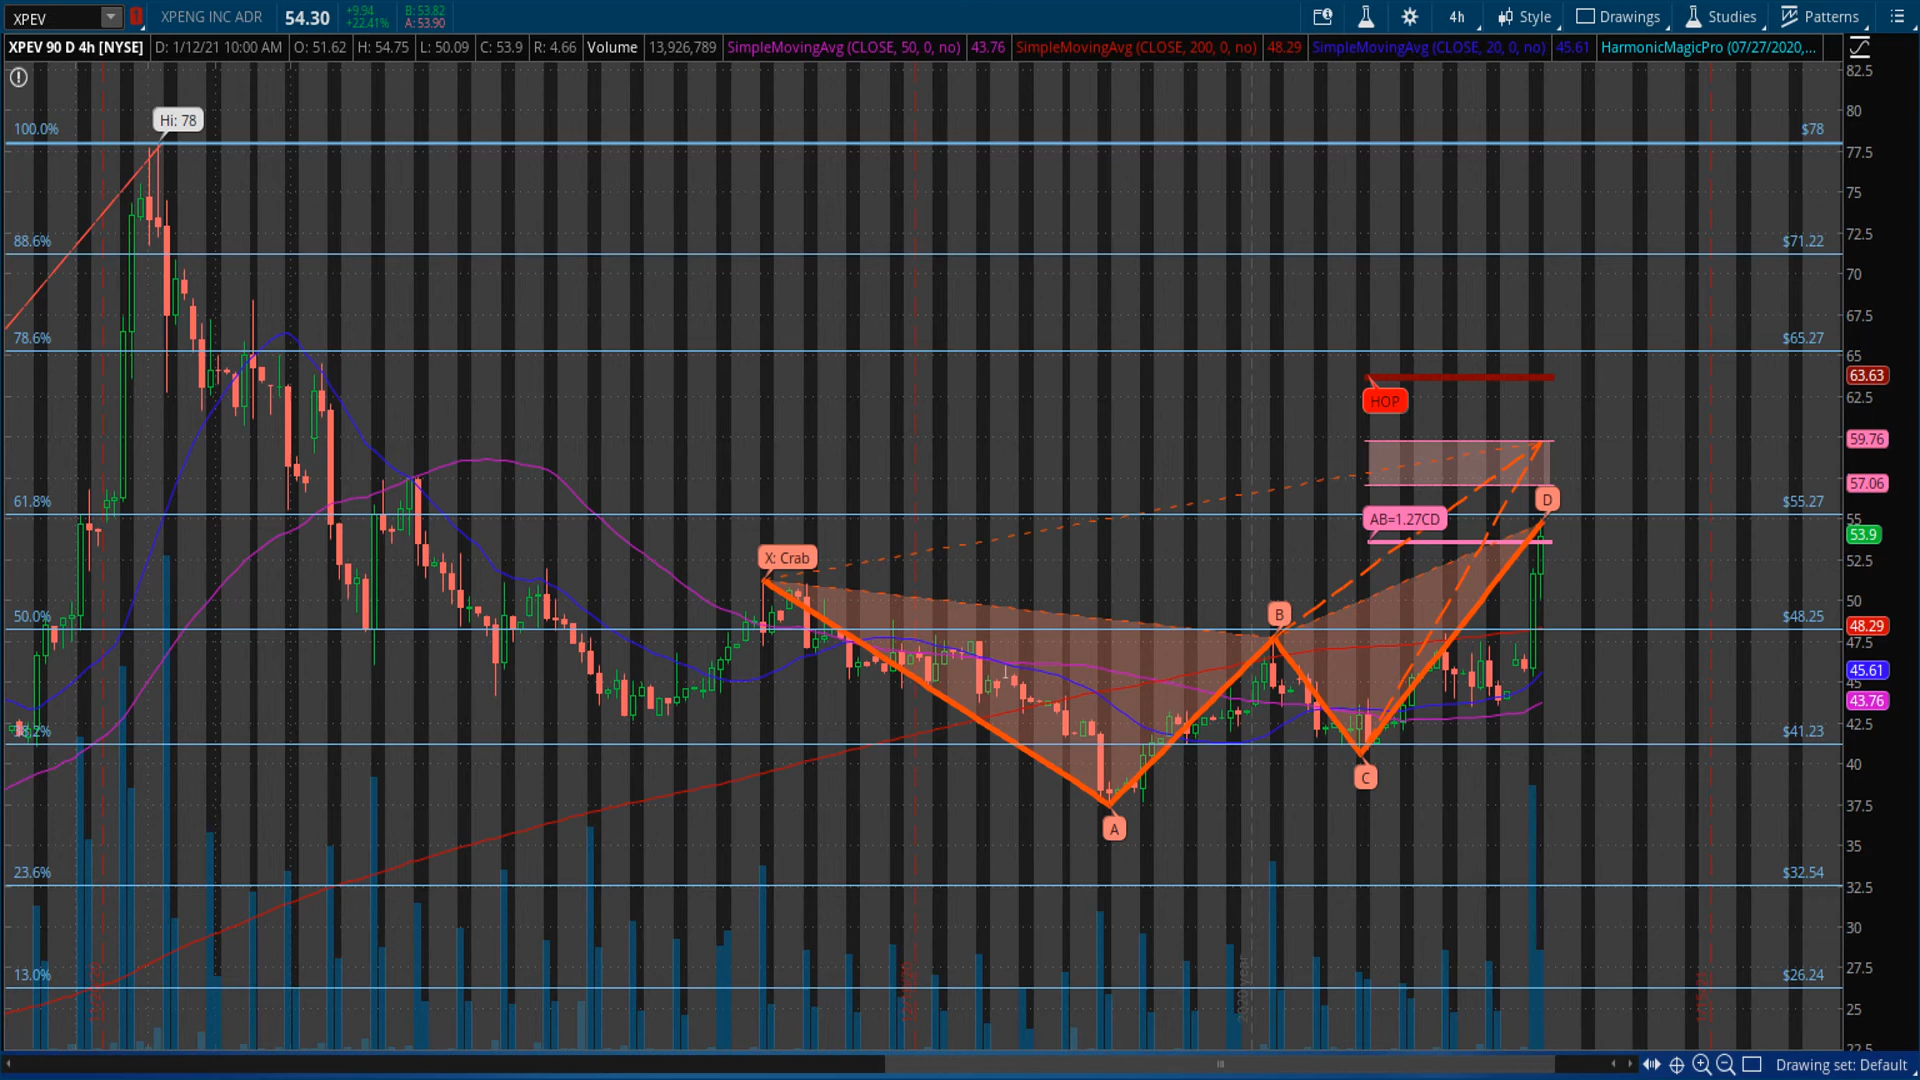 XPEV
XPENG INC ADR
54.30
+9.94
+22.41%
B: 53.82
A: 53.90
4h
Style
Drawings
Studies
Patterns
XPEV 90 D 4h [NYSE]
D: 1/12/21 10:00 AM
O: 51.62
H: 54.75
L: 50.09
C: 53.9
R: 4.66
Volume
13,926,789
SimpleMovingAvg (CLOSE, 50, 0, no)
43.76
SimpleMovingAvg (CLOSE, 200, 0, no)
48.29
SimpleMovingAvg (CLOSE, 20, 0, no)
45.61
HarmonicMagicPro (07/27/2020,...
82.5
80
Hi: 78
100.0%
$78
77.5
75
88.6%
$71.22
72.5
70
67.5
78.6%
$65.27
65
63.63
HOP
62.5
59.76
57.06
D
61.8%
$55.27
AB=1.27CD
55
53.9
X: Crab
52.5
50
B
50.0%
$48.25
48.29
47.5
45.61
45
43.76
42.5
$41.23
40
C
37.5
A
35
23.6%
$32.54
32.5
30
27.5
13.0%
$26.24
25
2020 year
22.5
Drawing set: Default